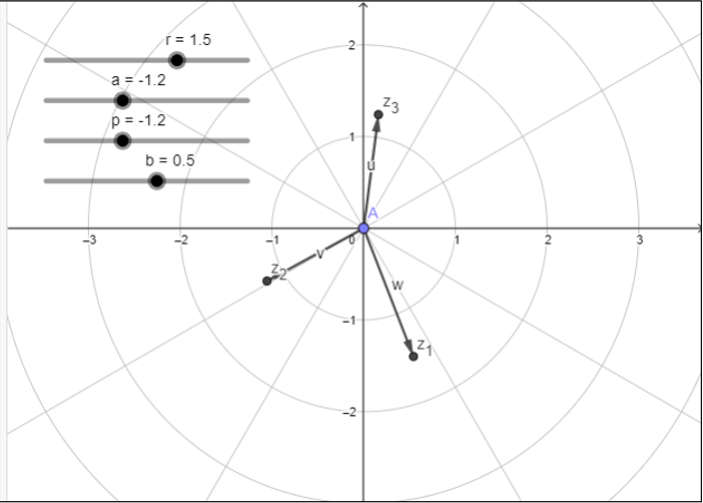 r = 1.5
a = -1.2
p = -1.2
b = 0.5
2
z3
1
u
A
−3
−2
−1
0
1
2
3
z2
v
w
−1
z1
−2